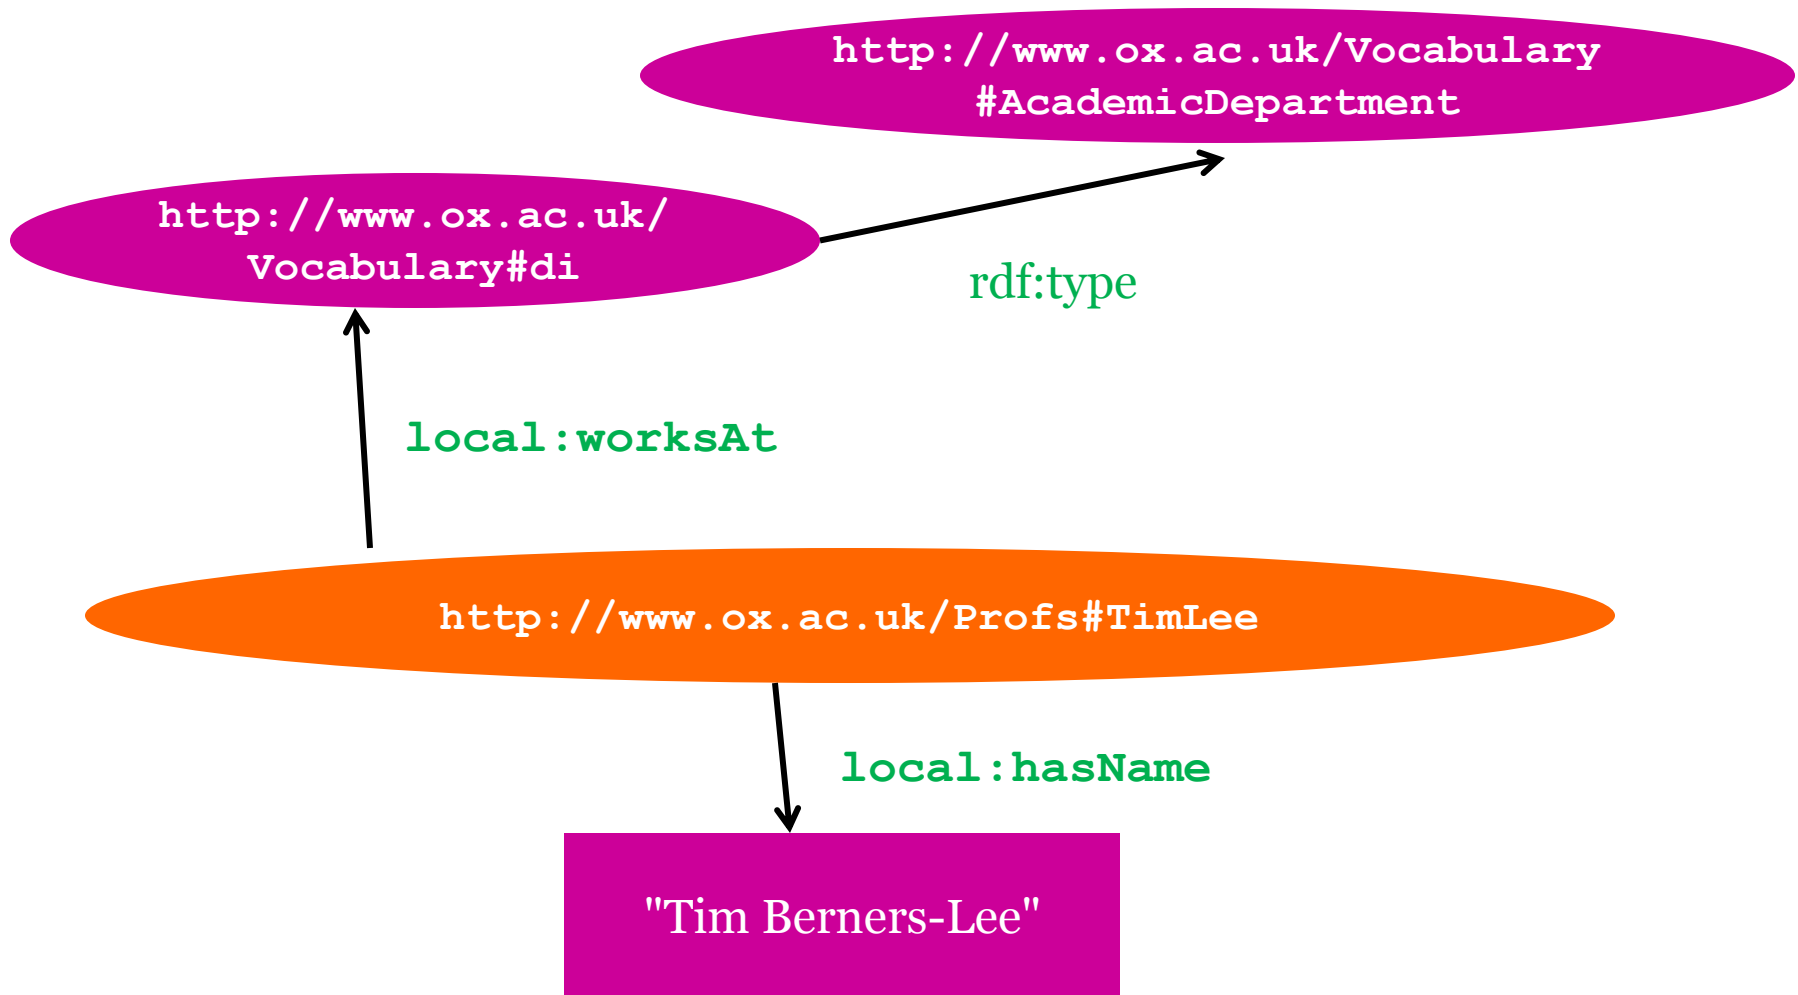 http://www.ox.ac.uk/Vocabulary
#AcademicDepartment
http://www.ox.ac.uk/
Vocabulary#di
rdf:type
local:worksAt
http://www.ox.ac.uk/Profs#TimLee
local:hasName
"Tim Berners-Lee"